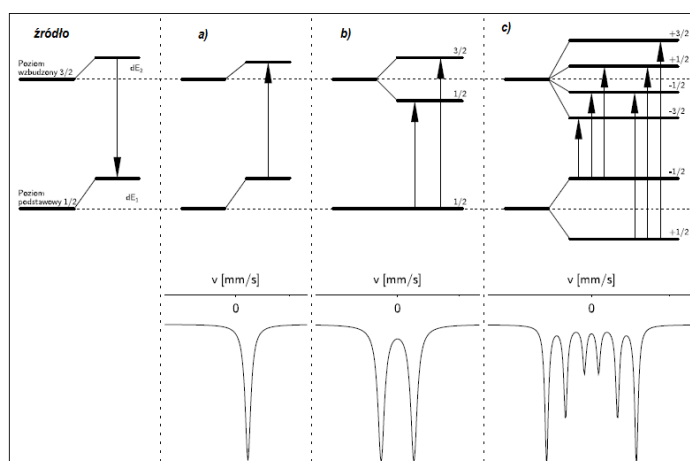 źródło
Poziom
wzbudzony 3/2
dE₂
Poziom
podstawowy 1/2
dE₁
a)
b)
3/2
1/2
1/2
c)
+3/2
+1/2
-1/2
-3/2
-1/2
+1/2
v [mm/s]
0
v [mm/s]
0
v [mm/s]
0